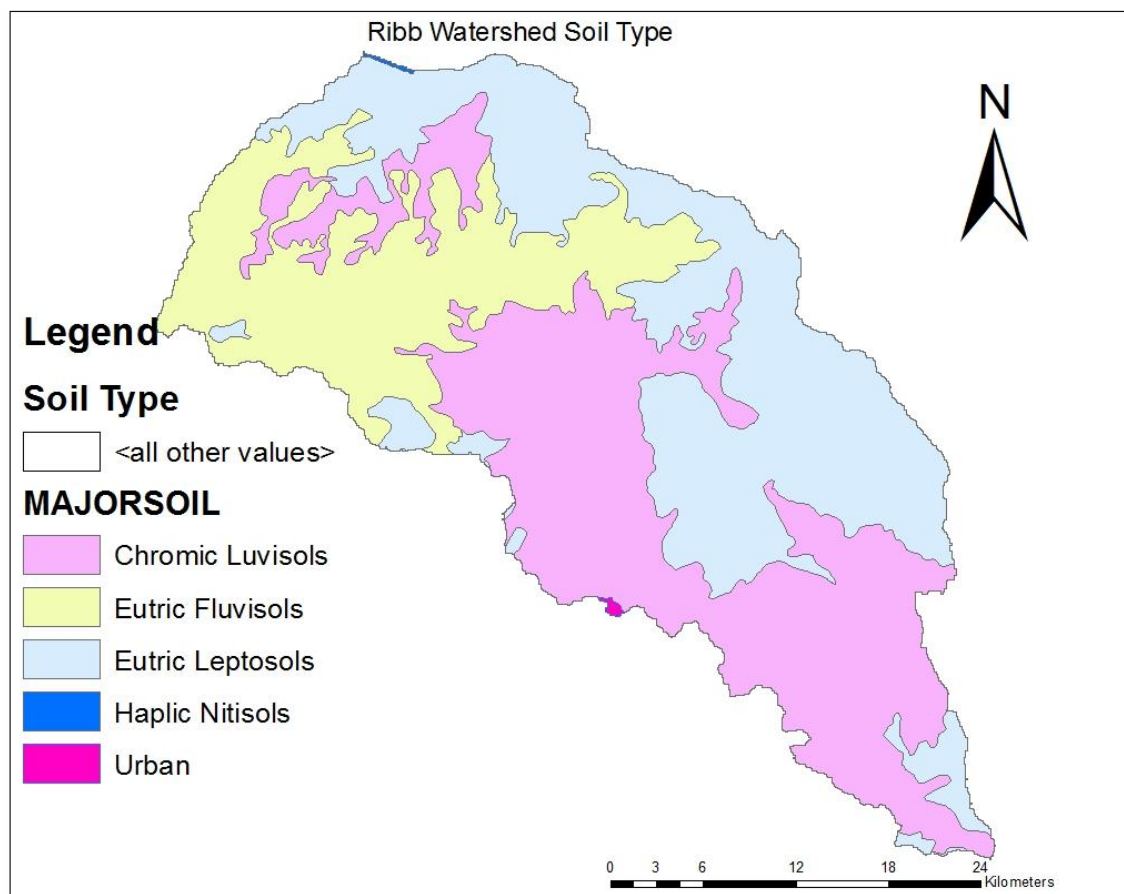 Ribb Watershed Soil Type
N
Legend
Soil Type
<all other values>
MAJORSOIL
Chromic Luvisols
Eutric Fluvisols
Eutric Leptosols
Haplic Nitisols
Urban
0 3 6 12 18 24
Kilometers